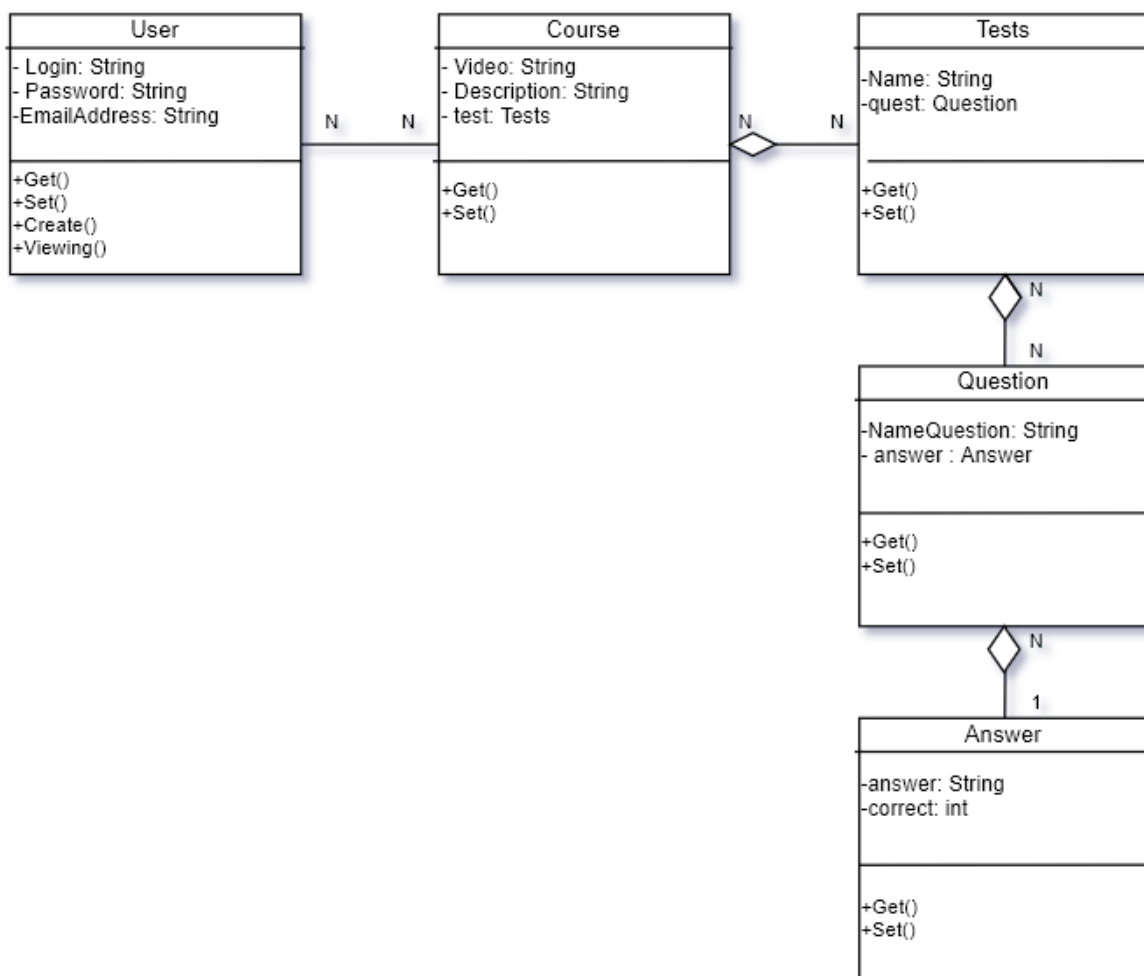 User
- Login: String
- Password: String
-EmailAddress: String
+Get()
+Set()
+Create()
+Viewing()
N
N
Course
- Video: String
- Description: String
- test: Tests
+Get()
+Set()
N
N
Tests
-Name: String
-quest: Question
+Get()
+Set()
N
N
Question
-NameQuestion: String
- answer : Answer
+Get()
+Set()
N
1
Answer
-answer: String
-correct: int
+Get()
+Set()